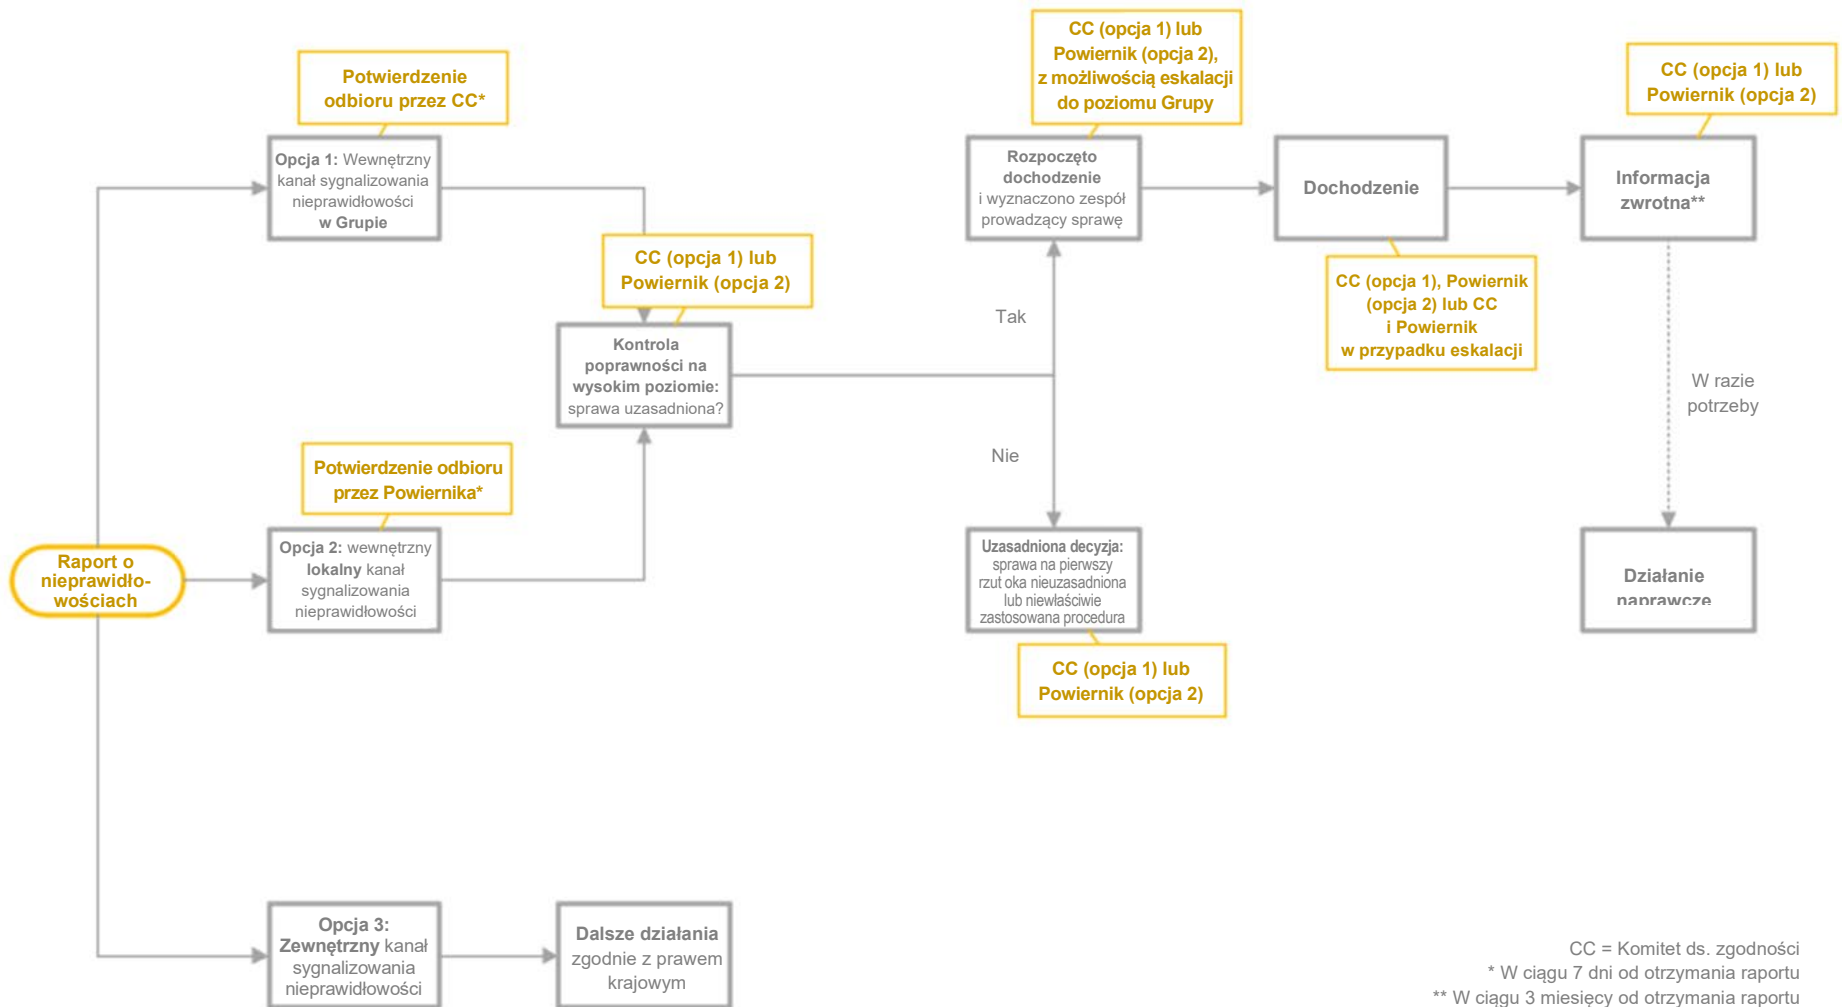 Potwierdzenie
odbioru przez CC*
Opcja 1: Wewnętrzny
kanał sygnalizowania
nieprawidłowości
w Grupie
CC (opcja 1) lub
Powiernik (opcja 2)
Kontrola
poprawności na
wysokim poziomie:
sprawa uzasadniona?
Potwierdzenie odbioru
przez Powiernika*
Raport o
nieprawidło-
wościach
Opcja 2: wewnętrzny
lokalny kanał
sygnalizowania
nieprawidłowości
Opcja 3:
Zewnętrzny kanał
sygnalizowania
nieprawidłowości
Dalsze działania
zgodnie z prawem
krajowym
CC (opcja 1) lub
Powiernik (opcja 2),
z możliwością eskalacji
do poziomu Grupy
Rozpoczęto
dochodzenie
i wyznaczono zespół
prowadzący sprawę
Tak
Nie
Uzasadniona decyzja:
sprawa na pierwszy
rzut oka nieuzasadniona
lub niewłaściwie
zastosowana procedura
CC (opcja 1) lub
Powiernik (opcja 2)
Dochodzenie
CC (opcja 1), Powiernik
(opcja 2) lub CC
i Powiernik
w przypadku eskalacji
CC (opcja 1) lub
Powiernik (opcja 2)
Informacja
zwrotna**
W razie
potrzeby
Działanie
naprawcze
CC = Komitet ds. zgodności
* W ciągu 7 dni od otrzymania raportu
** W ciągu 3 miesięcy od otrzymania raportu